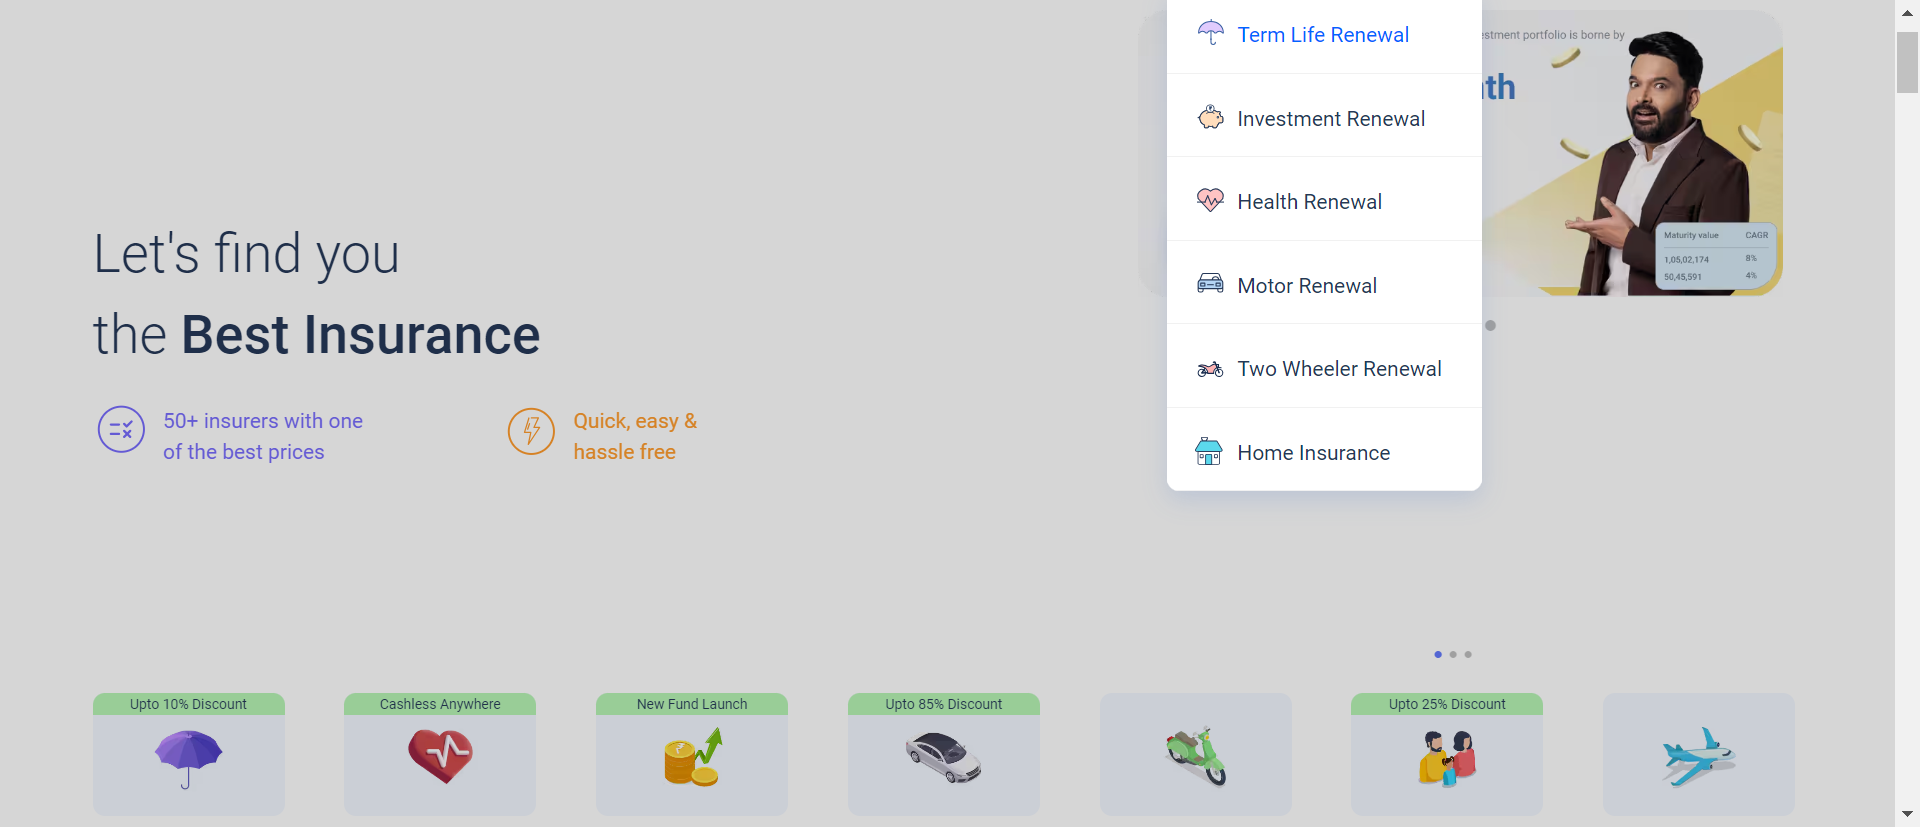 Term Life Renewal
Investment Renewal
Health Renewal
Motor Renewal
Two Wheeler Renewal
Home Insurance
stment portfolio is borne by
th
Maturity value CAGR
1,05,02,174 8%
50,45,591 4%
Let's find you
the Best Insurance
50+ insurers with one
of the best prices
Quick, easy &
hassle free
Upto 10% Discount
Cashless Anywhere
New Fund Launch
Upto 85% Discount
Upto 25% Discount